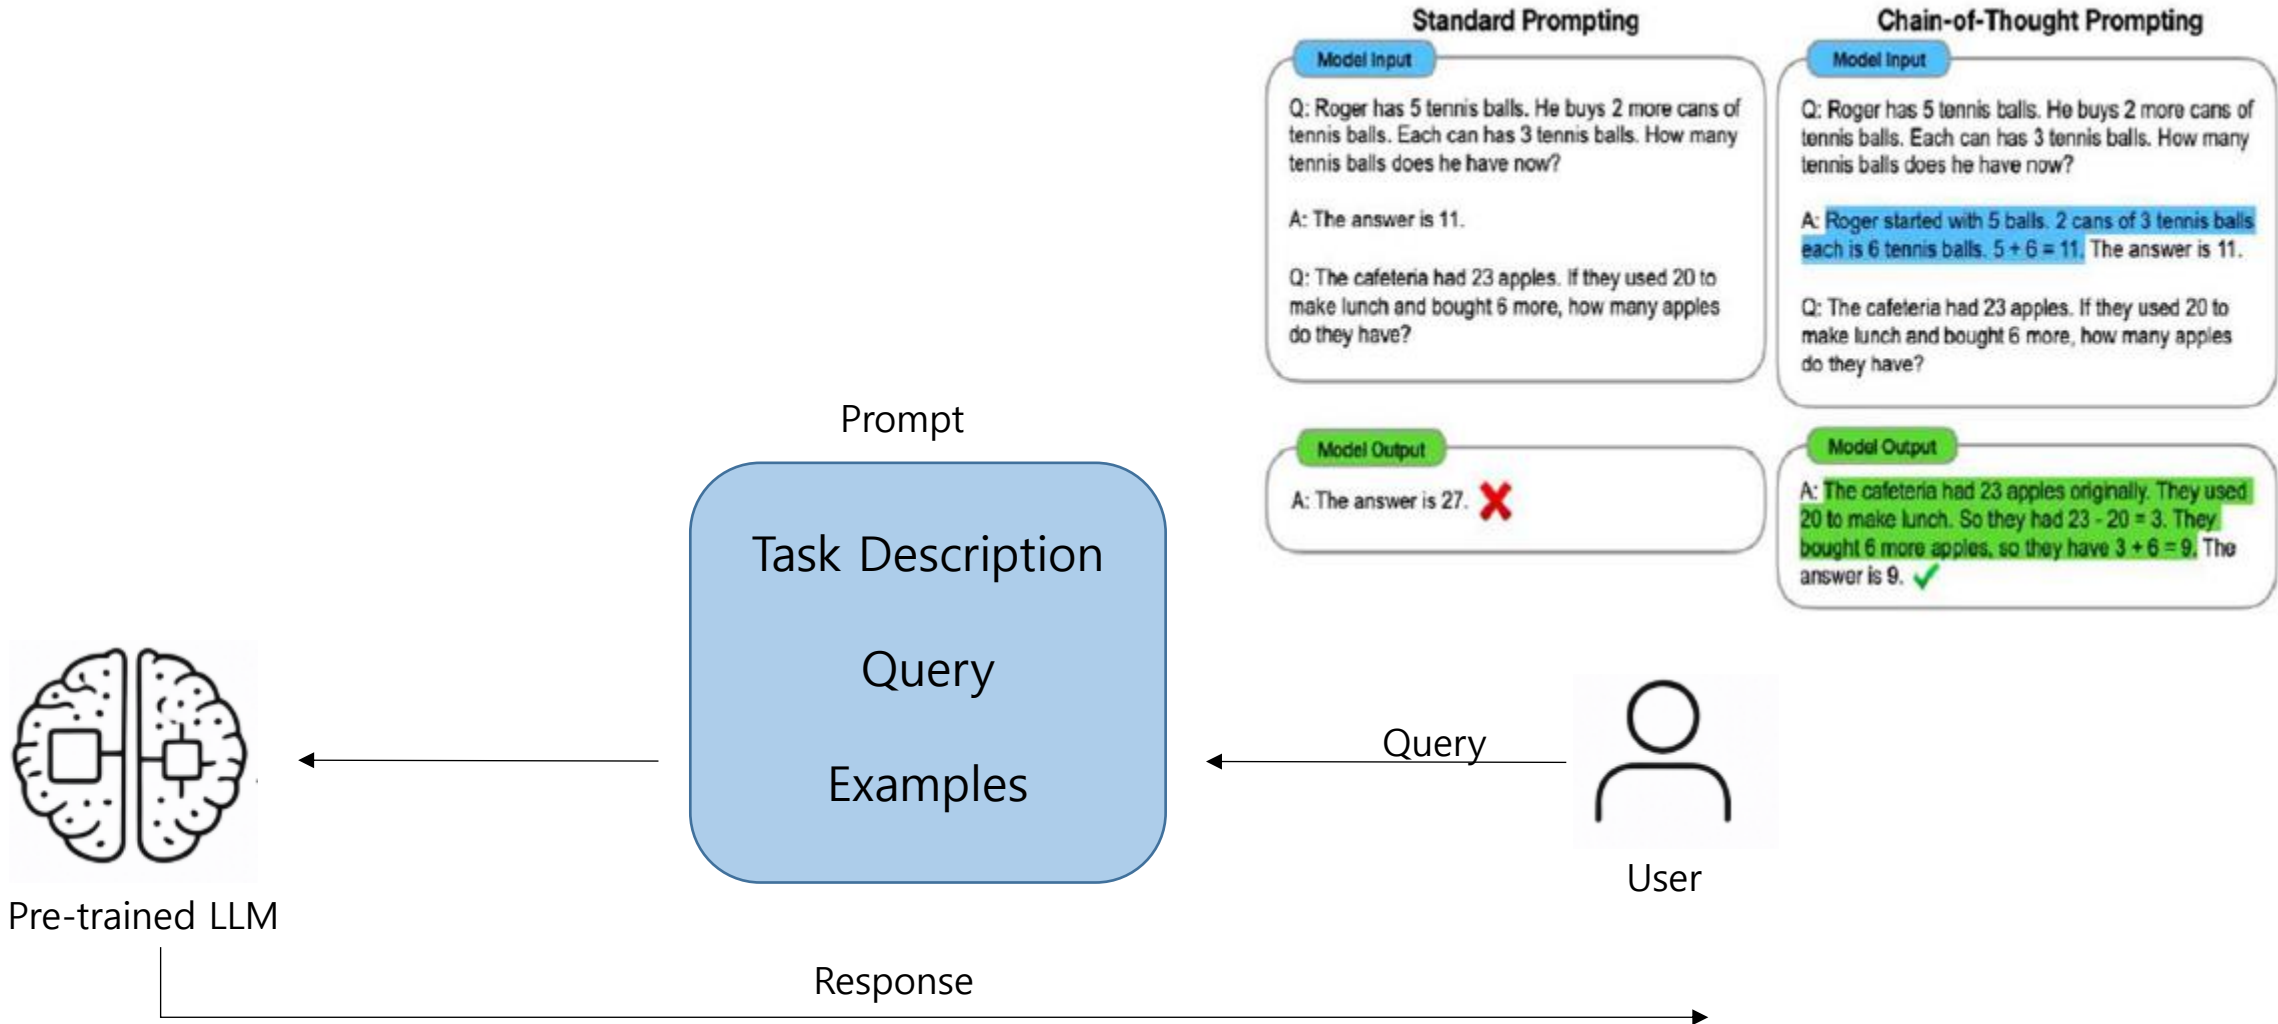 Standard Prompting
Model Input
Q: Roger has 5 tennis balls. He buys 2 more cans of
tennis balls. Each can has 3 tennis balls. How many
tennis balls does he have now?
A: The answer is 11.
Q: The cafeteria had 23 apples. If they used 20 to
make lunch and bought 6 more, how many apples
do they have?
Model Output
A: The answer is 27.
Chain-of-Thought Prompting
Model Input
Q: Roger has 5 tennis balls. He buys 2 more cans of
tennis balls. Each can has 3 tennis balls. How many
tennis balls does he have now?
A: Roger started with 5 balls. 2 cans of 3 tennis balls
each is 6 tennis balls. 5 + 6 = 11. The answer is 11.
Q: The cafeteria had 23 apples. If they used 20 to
make lunch and bought 6 more, how many apples
do they have?
Model Output
A: The cafeteria had 23 apples originally. They used
20 to make lunch. So they had 23 - 20 = 3. They
bought 6 more apples, so they have 3 + 6 = 9. The
answer is 9.
Prompt
Task Description
Query
Examples
Query
User
Pre-trained LLM
Response